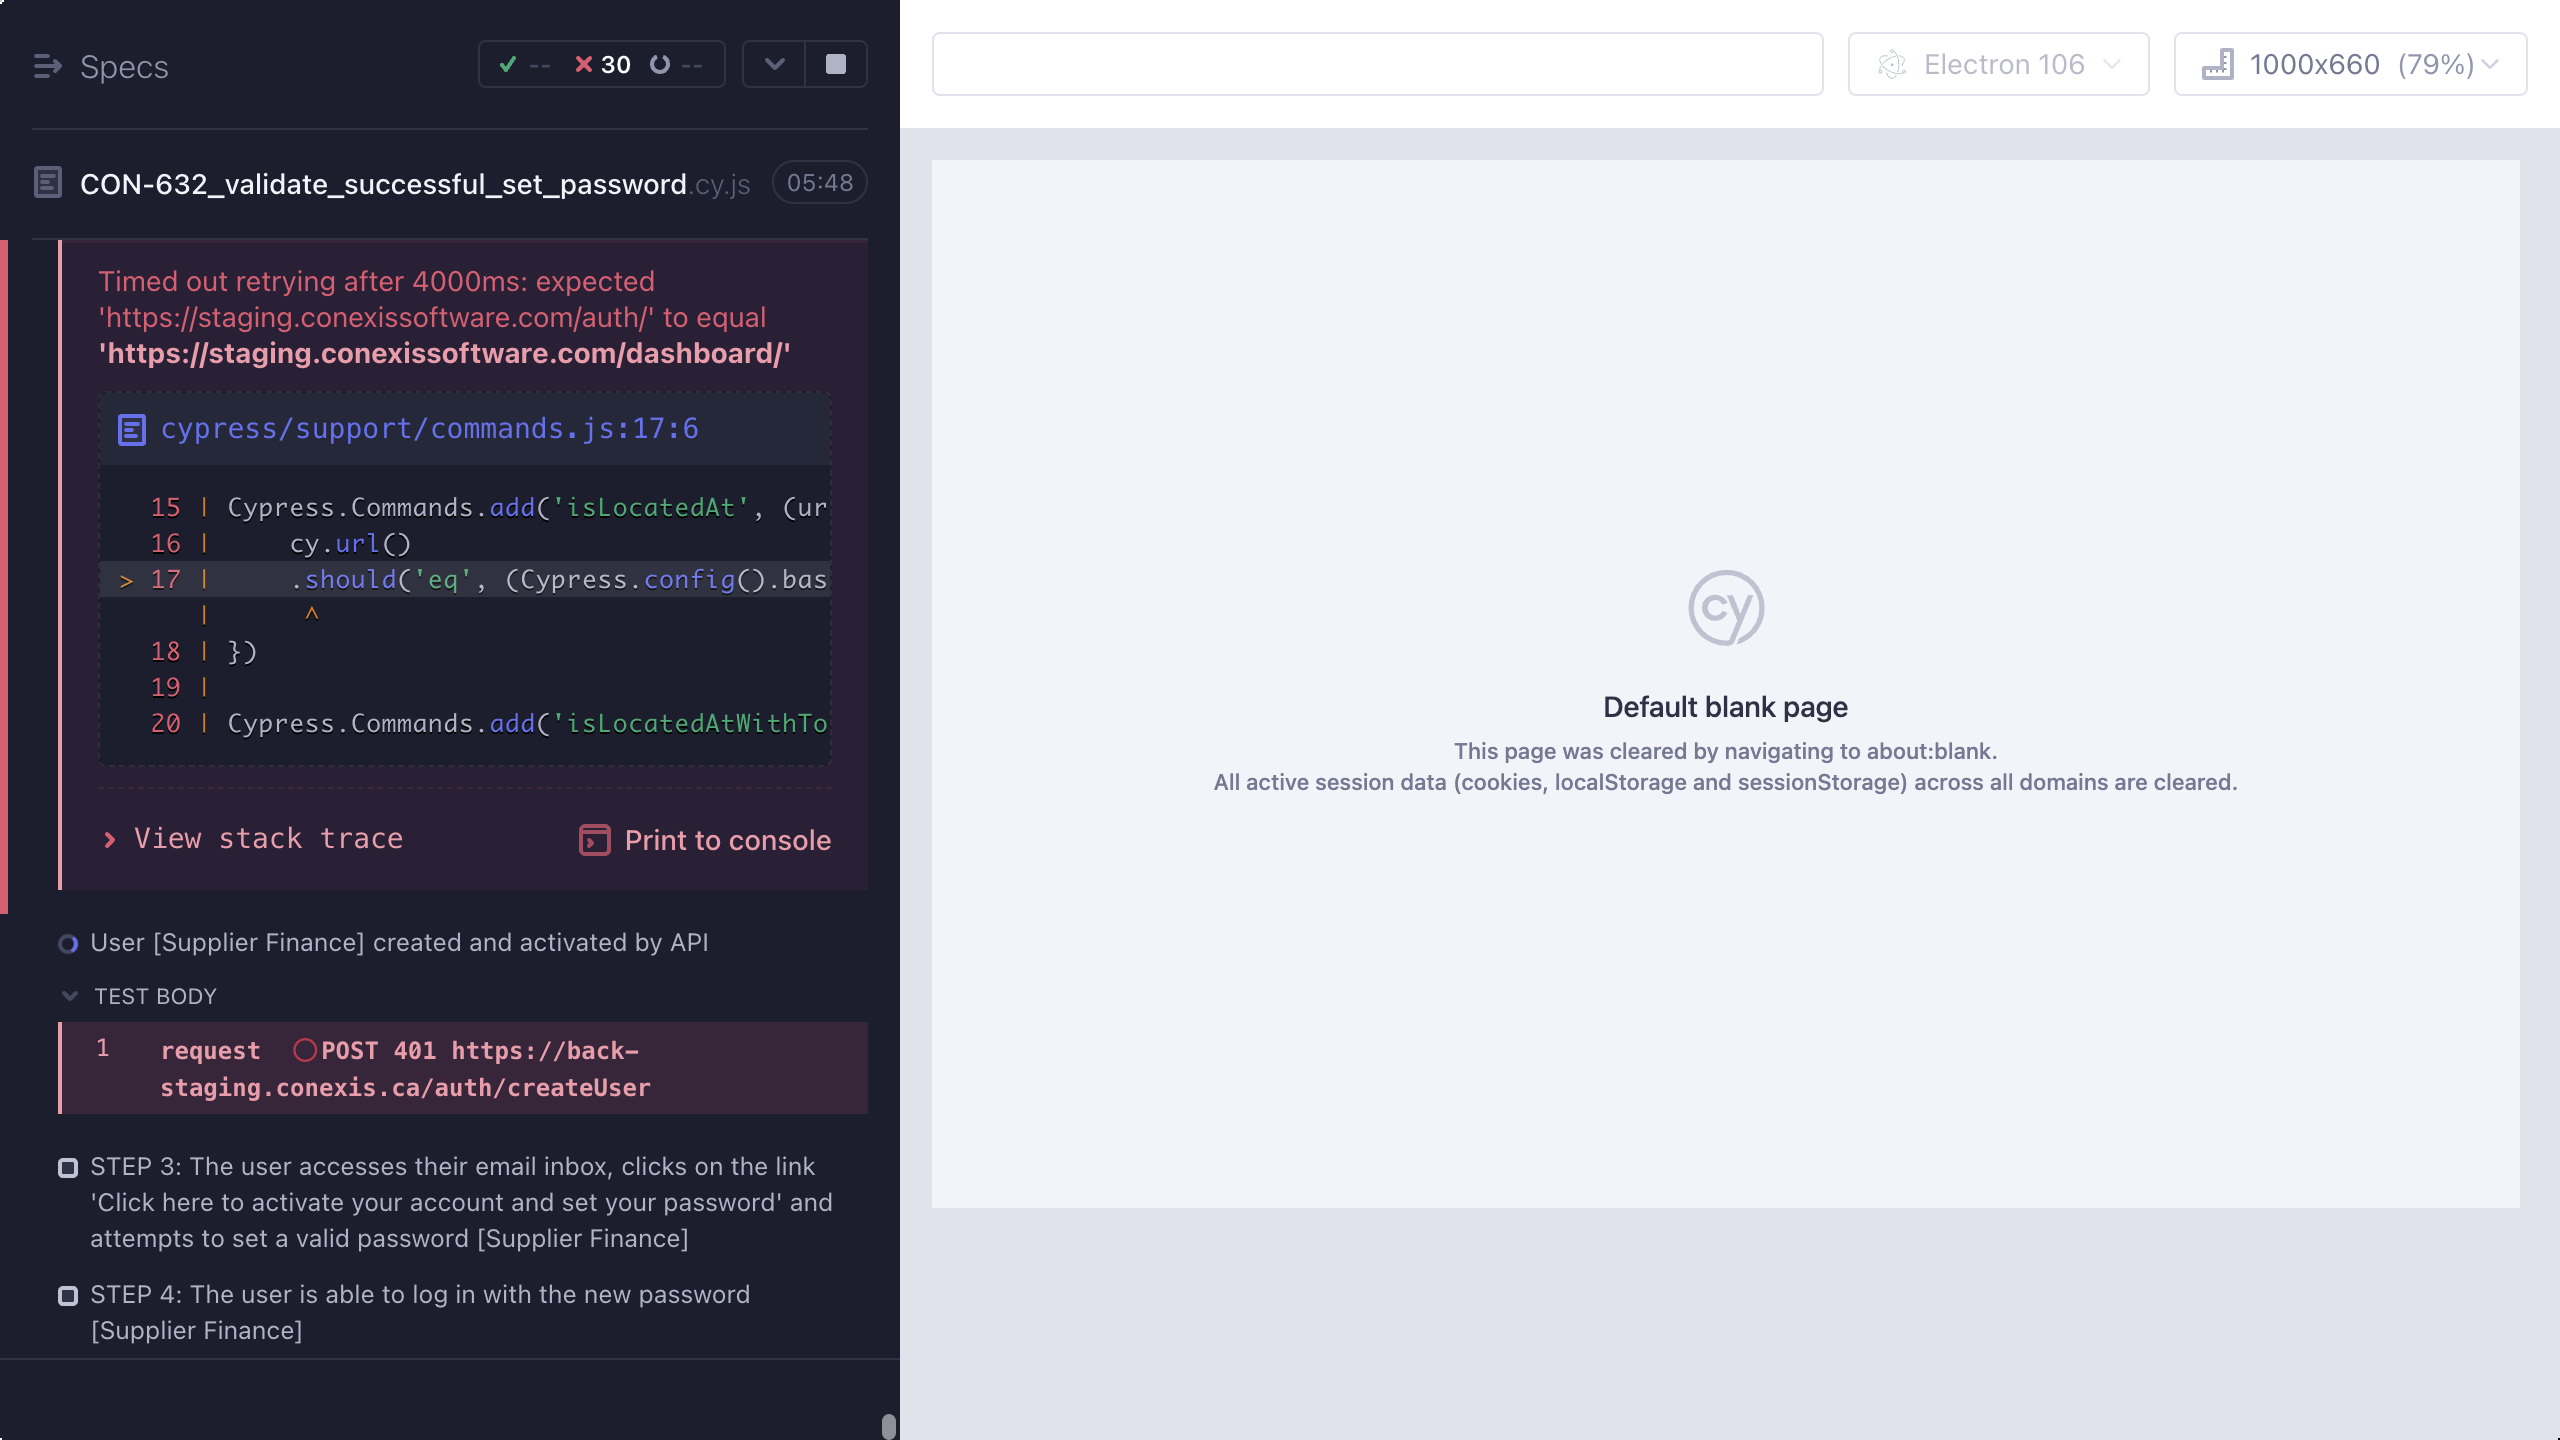 Specs
-- 30 --
CON-632_validate_successful_set_password.cy.js 05:48
Timed out retrying after 4000ms: expected
'https://staging.conexissoftware.com/auth/' to equal
'https://staging.conexissoftware.com/dashboard/'
cypress/support/commands.js:17:6
15 | Cypress.Commands.add('isLocatedAt', (ur
16 | cy.url()
> 17 | .should('eq', (Cypress.config().bas
| ^
18 | })
19 |
20 | Cypress.Commands.add('isLocatedAtWithTo
View stack trace
Print to console
User [Supplier Finance] created and activated by API
TEST BODY
1 request POST 401 https://back-
staging.conexis.ca/auth/createUser
STEP 3: The user accesses their email inbox, clicks on the link
'Click here to activate your account and set your password' and
attempts to set a valid password [Supplier Finance]
STEP 4: The user is able to log in with the new password
[Supplier Finance]
Electron 106
1000x660 (79%)
cy
Default blank page
This page was cleared by navigating to about:blank.
All active session data (cookies, localStorage and sessionStorage) across all domains are cleared.